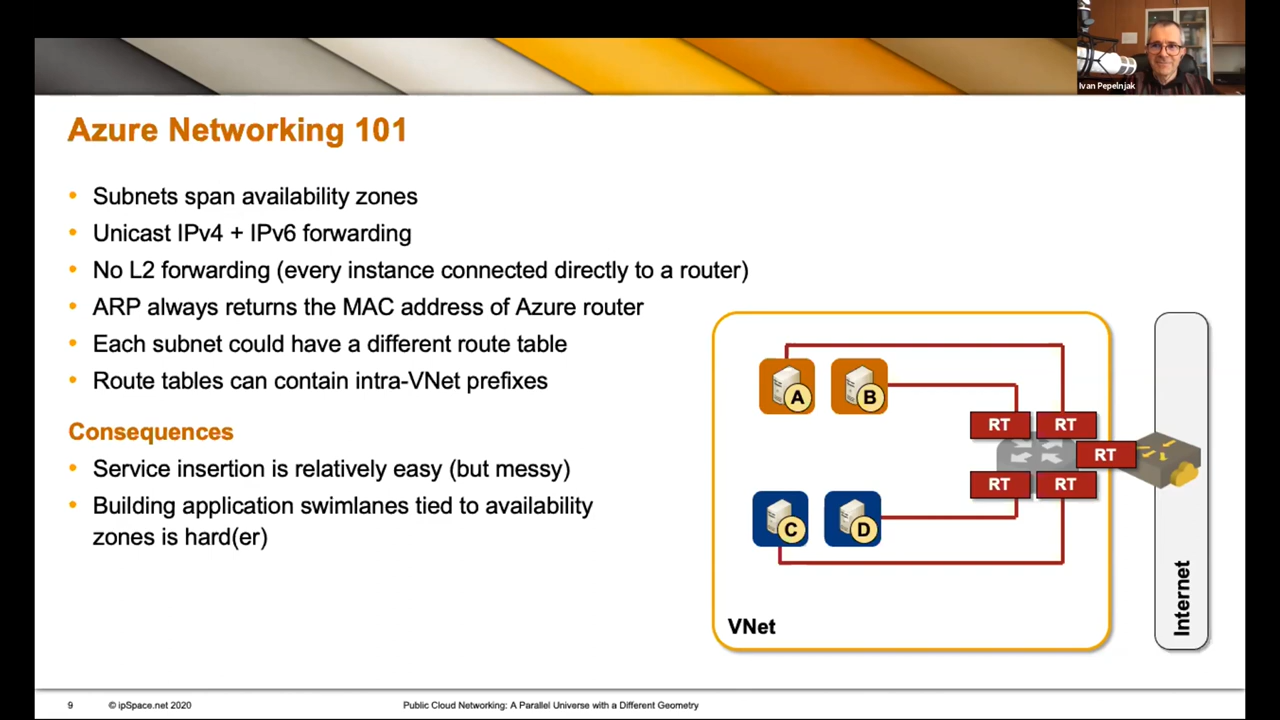 Ivan Pepelnjak
Azure Networking 101
• Subnets span availability zones
• Unicast IPv4 + IPv6 forwarding
• No L2 forwarding (every instance connected directly to a router)
• ARP always returns the MAC address of Azure router
• Each subnet could have a different route table
• Route tables can contain intra-VNet prefixes
Consequences
• Service insertion is relatively easy (but messy)
• Building application swimlanes tied to availability
zones is hard(er)
A
B
RT
RT
RT
RT
RT
C
D
VNet
Internet
9
© ipSpace.net 2020
Public Cloud Networking: A Parallel Universe with a Different Geometry